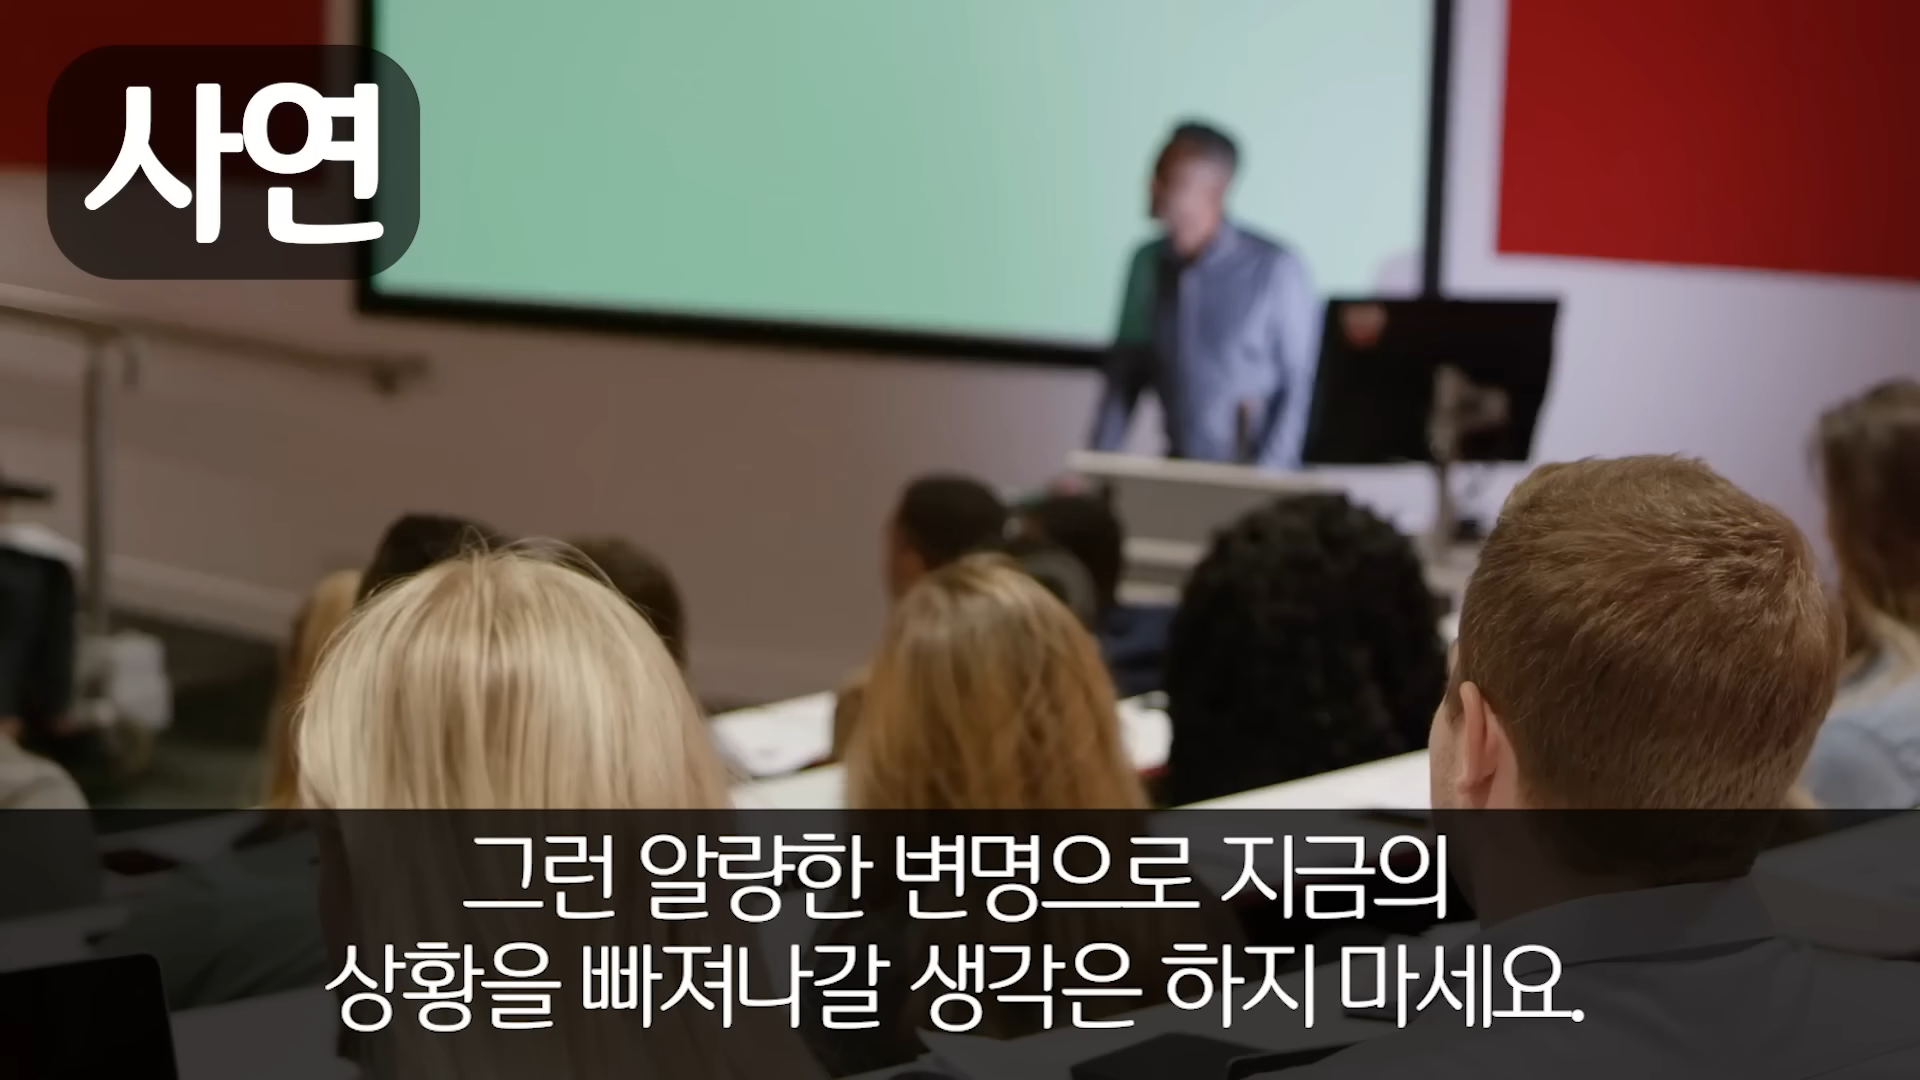 사연
그런 알량한 변명으로 지금의
상황을 빠져나갈 생각은 하지 마세요.